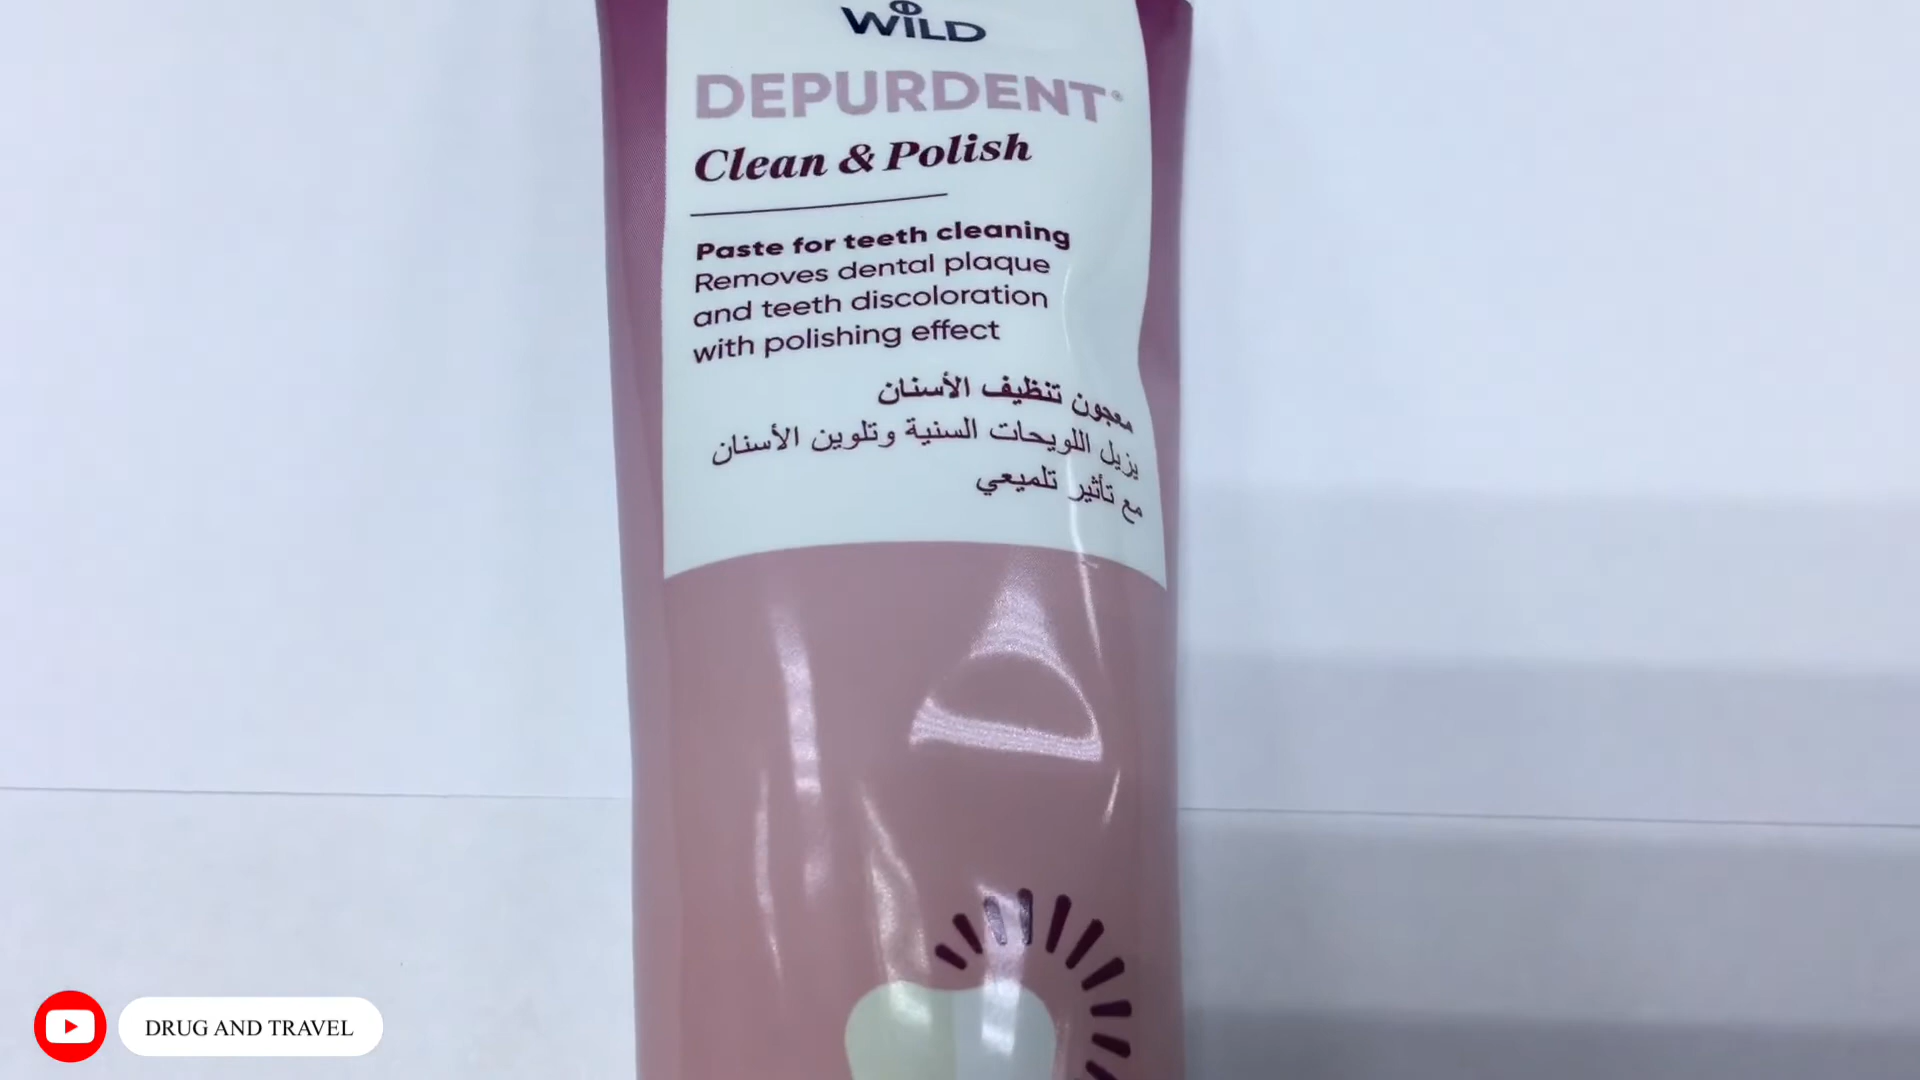 WILD
DEPURDENT®
Clean & Polish
Paste for teeth cleaning
Removes dental plaque
and teeth discoloration
with polishing effect
معجون تنظيف الأسنان
يزيل اللويحات السنية وتلوين الأسنان
مع تأثير تلميعي
DRUG AND TRAVEL